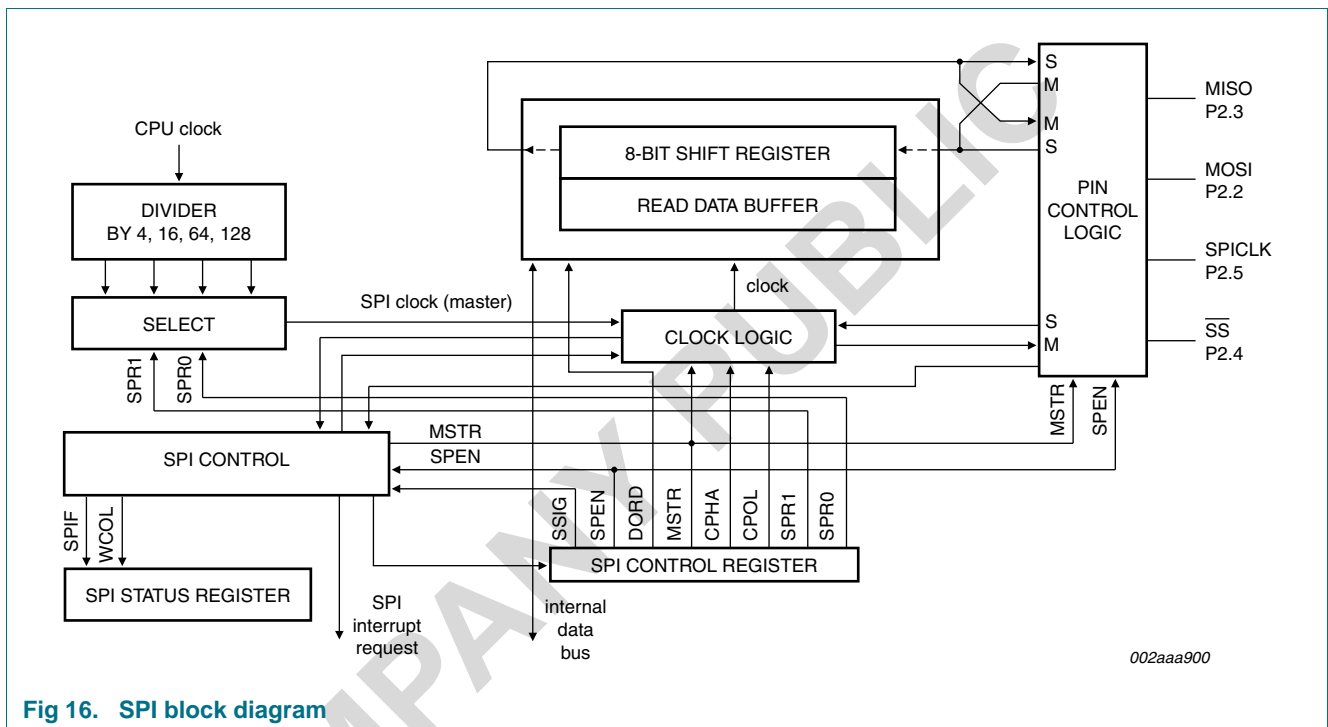 S
M
M
S
MISO
P2.3
CPU clock
8-BIT SHIFT REGISTER
READ DATA BUFFER
PIN
CONTROL
LOGIC
MOSI
P2.2
DIVIDER
BY 4, 16, 64, 128
SPICLK
P2.5
clock
SPI clock (master)
SELECT
CLOCK LOGIC
S
M
SS
P2.4
SPR1
SPR0
MSTR
SPEN
SPI CONTROL
MSTR
SPEN
SSIG
SPEN
DORD
MSTR
CPHA
CPOL
SPR1
SPR0
SPIF
WCOL
SPI CONTROL REGISTER
SPI STATUS REGISTER
SPI
interrupt
request
internal
data
bus
002aaa900
MPANY PUBLIC
Fig 16. SPI block diagram